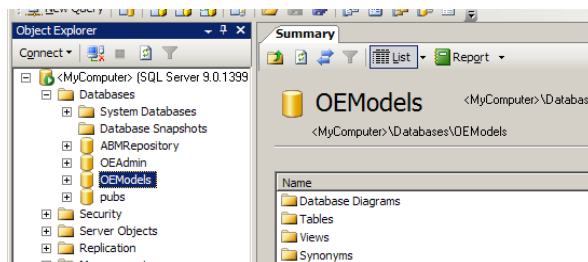 New Query
Object Explorer
Connect
<MyComputer> (SQL Server 9.0.1399
Databases
System Databases
Database Snapshots
ABMRepository
OEAdmin
OEModels
pubs
Security
Server Objects
Replication
Summary
List Report
OEModels <MyComputer>\Databas
<MyComputer>\Databases\OEModels
Name
Database Diagrams
Tables
Views
Synonyms